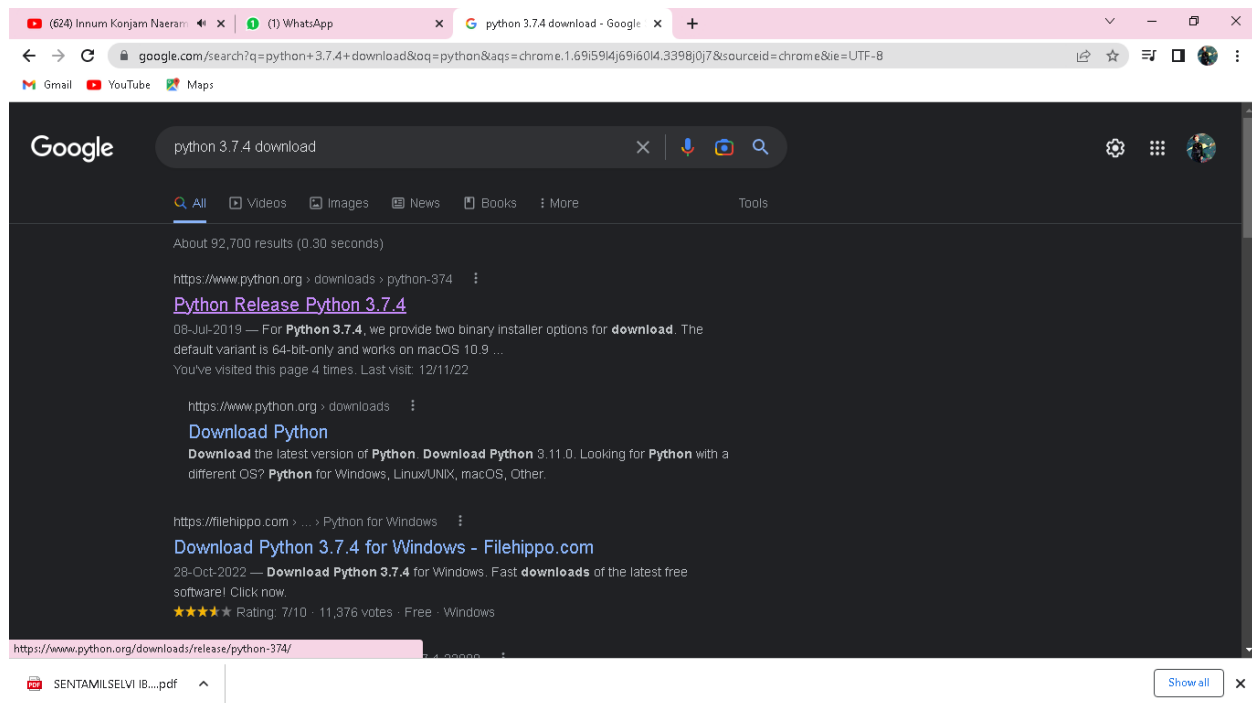 (624) Innum Konjam Naeram
(1) WhatsApp
python 3.7.4 download - Google
google.com/search?q=python+3.7.4+download&oq=python&aqs=chrome.1.69i59l4j69i60l4.3398j0j7&sourceid=chrome&ie=UTF-8
Gmail YouTube Maps
Google
python 3.7.4 download
All Videos Images News Books More Tools
About 92,700 results (0.30 seconds)
https://www.python.org › downloads › python-374
Python Release Python 3.7.4
08-Jul-2019 — For Python 3.7.4, we provide two binary installer options for download. The
default variant is 64-bit-only and works on macOS 10.9 ...
You've visited this page 4 times. Last visit: 12/11/22
https://www.python.org › downloads
Download Python
Download the latest version of Python. Download Python 3.11.0. Looking for Python with a
different OS? Python for Windows, Linux/UNIX, macOS, Other.
https://filehippo.com › ... › Python for Windows
Download Python 3.7.4 for Windows - Filehippo.com
28-Oct-2022 — Download Python 3.7.4 for Windows. Fast downloads of the latest free
software! Click now.
Rating: 7/10 · 11,376 votes · Free · Windows
https://www.python.org/downloads/release/python-374/
PDF SENTAMILSELVI IB....pdf
Show all